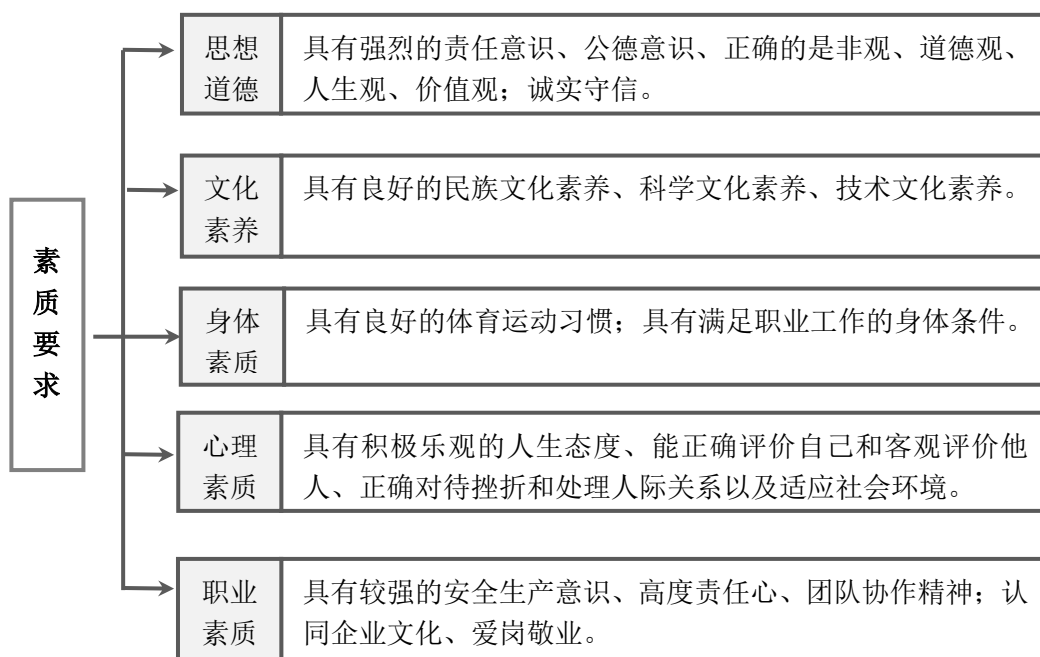 素
质
要
求
思想
道德
具有强烈的责任意识、公德意识、正确的是非观、道德观、
人生观、价值观；诚实守信。
文化
素养
具有良好的民族文化素养、科学文化素养、技术文化素养。
身体
素质
具有良好的体育运动习惯；具有满足职业工作的身体条件。
心理
素质
具有积极乐观的人生态度、能正确评价自己和客观评价他
人、正确对待挫折和处理人际关系以及适应社会环境。
职业
素质
具有较强的安全生产意识、高度责任心、团队协作精神；认
同企业文化、爱岗敬业。